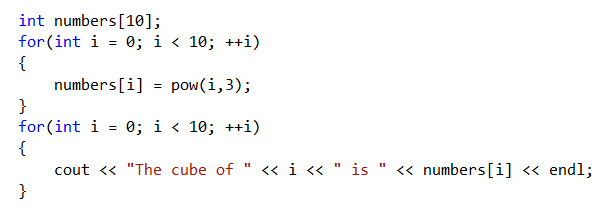 int numbers[10];
for(int i = 0; i < 10; ++i)
{
    numbers[i] = pow(i,3);
}
for(int i = 0; i < 10; ++i)
{
    cout << "The cube of " << i << " is " << numbers[i] << endl;
}